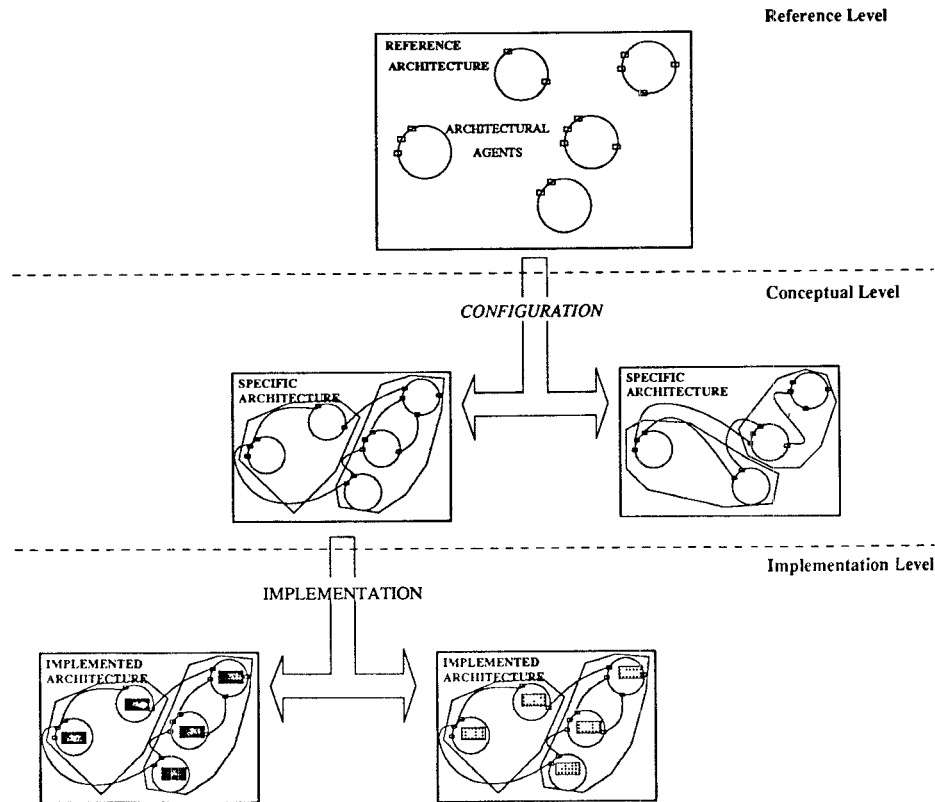 Reference Level
REFERENCE
ARCHITECTURE
ARCHITECTURAL
AGENTS
Conceptual Level
CONFIGURATION
SPECIFIC
ARCHITECTURE
SPECIFIC
ARCHITECTURE
Implementation Level
IMPLEMENTATION
IMPLEMENTED
ARCHITECTURE
IMPLEMENTED
ARCHITECTURE